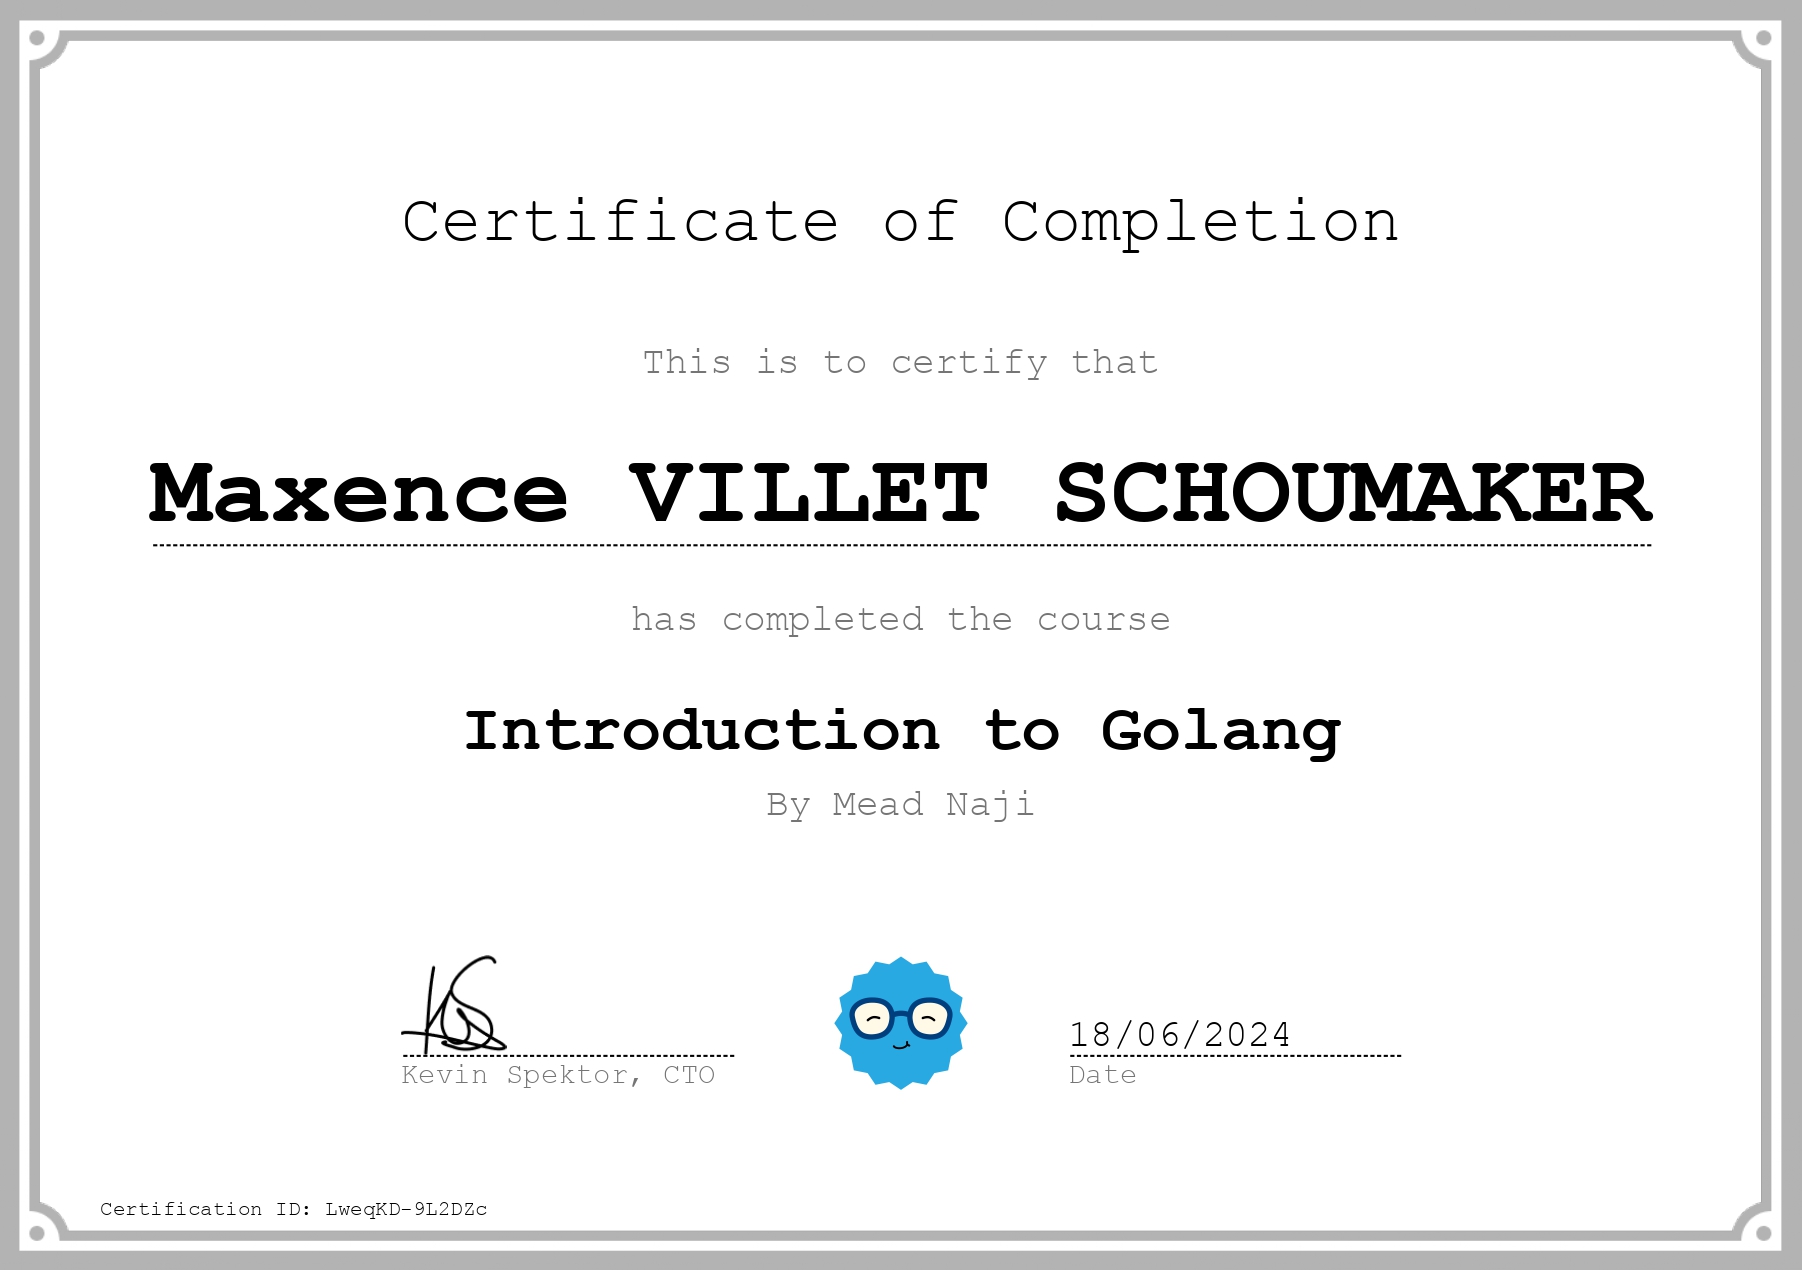 Certificate of Completion
This is to certify that
Maxence VILLET SCHOUMAKER
has completed the course
Introduction to Golang
By Mead Naji
18/06/2024
Kevin Spektor, CTO
Date
Certification ID: LweqKD-9L2DZc